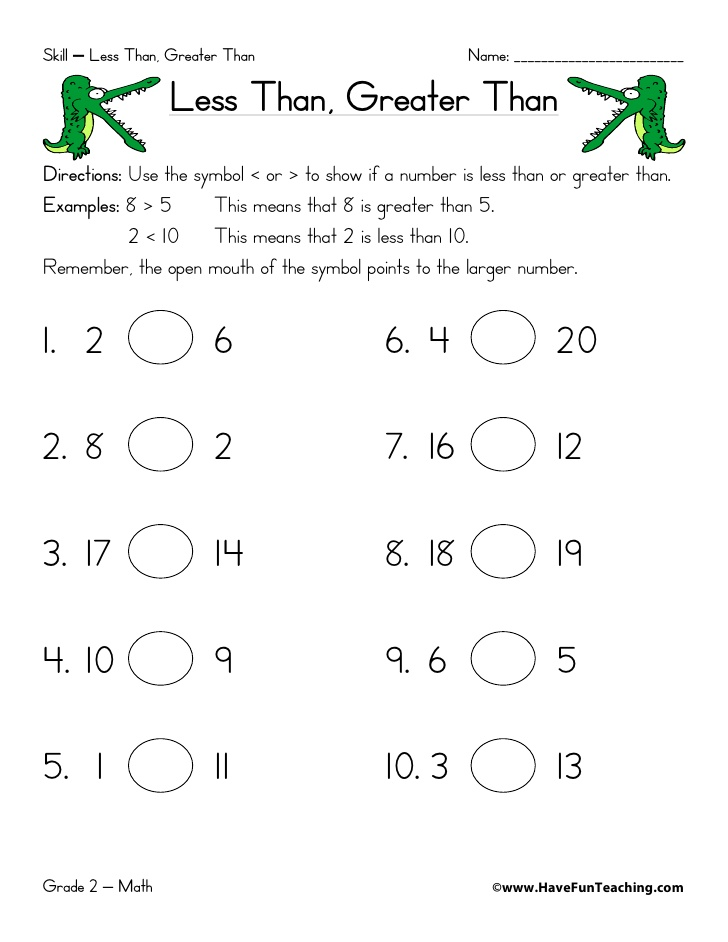 Skill – Less Than, Greater Than
Name: _________________________
Less Than, Greater Than
Directions: Use the symbol < or > to show if a number is less than or greater than.
Examples: 8 > 5 This means that 8 is greater than 5.
2 < 10 This means that 2 is less than 10.
Remember, the open mouth of the symbol points to the larger number.
1. 2 6
2. 8 2
3. 17 14
4. 10 9
5. 1 11
6. 4 20
7. 16 12
8. 18 19
9. 6 5
10. 3 13
Grade 2 – Math
©www.HaveFunTeaching.com